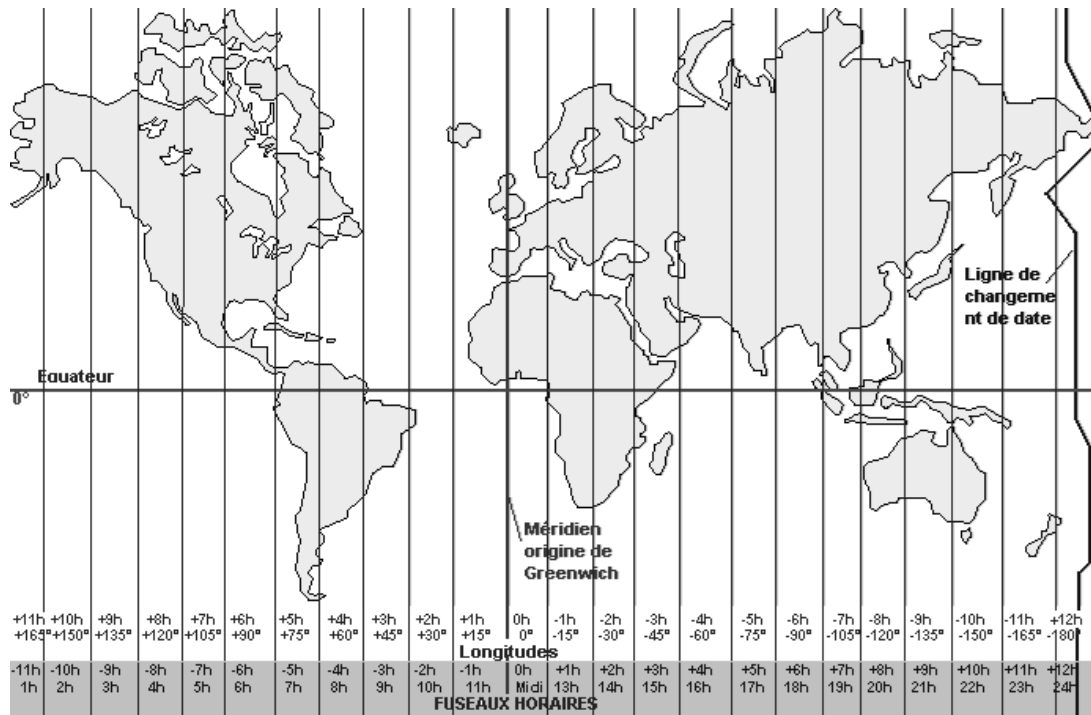 Ligne de
changeme
nt de date
Equateur
0°
Méridien
origine de
Greenwich
+11h +10h +9h +8h +7h +6h +5h +4h +3h +2h +1h 0h -1h -2h -3h -4h -5h -6h -7h -8h -9h -10h -11h +12h
+165° +150° +135° +120° +105° +90° +75° +60° +45° +30° +15° 0° -15° -30° -45° -60° -75° -90° -105° -120° -135° -150° -165° -180°
Longitudes
-11h -10h -9h -8h -7h -6h -5h -4h -3h -2h -1h 0h +1h +2h +3h +4h +5h +6h +7h +8h +9h +10h +11h +12h
1h 2h 3h 4h 5h 6h 7h 8h 9h 10h 11h Midi 13h 14h 15h 16h 17h 18h 19h 20h 21h 22h 23h 24h
FUSEAUX HORAIRES